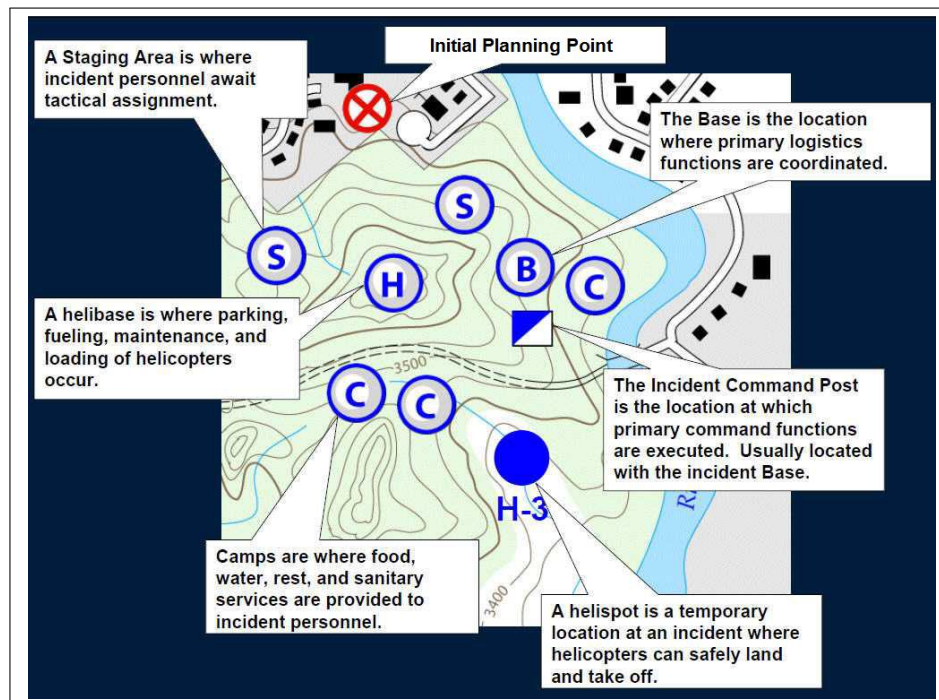 A Staging Area is where
incident personnel await
tactical assignment.
Initial Planning Point
The Base is the location
where primary logistics
functions are coordinated.
S
S
B
C
H
A helibase is where parking,
fueling, maintenance, and
loading of helicopters
occur.
3500
C
C
The Incident Command Post
is the location at which
primary command functions
are executed. Usually located
with the incident Base.
H-3
Camps are where food,
water, rest, and sanitary
services are provided to
incident personnel.
3400
A helispot is a temporary
location at an incident where
helicopters can safely land
and take off.